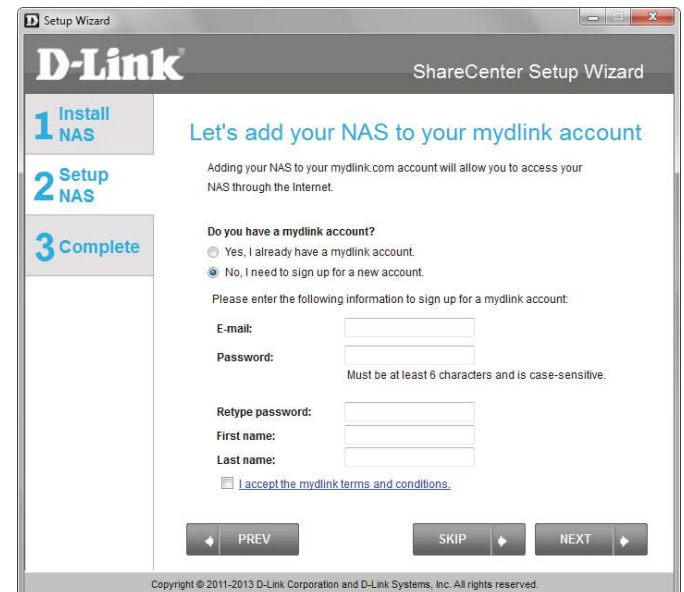 Setup Wizard
D-Link
ShareCenter Setup Wizard
1 Install
NAS
2 Setup
NAS
3 Complete
Let's add your NAS to your mydlink account
Adding your NAS to your mydlink.com account will allow you to access your
NAS through the Internet.
Do you have a mydlink account?
Yes, I already have a mydlink account.
No, I need to sign up for a new account.
Please enter the following information to sign up for a mydlink account:
E-mail:
Password:
Must be at least 6 characters and is case-sensitive.
Retype password:
First name:
Last name:
I accept the mydlink terms and conditions.
PREV
SKIP
NEXT
Copyright © 2011-2013 D-Link Corporation and D-Link Systems, Inc. All rights reserved.